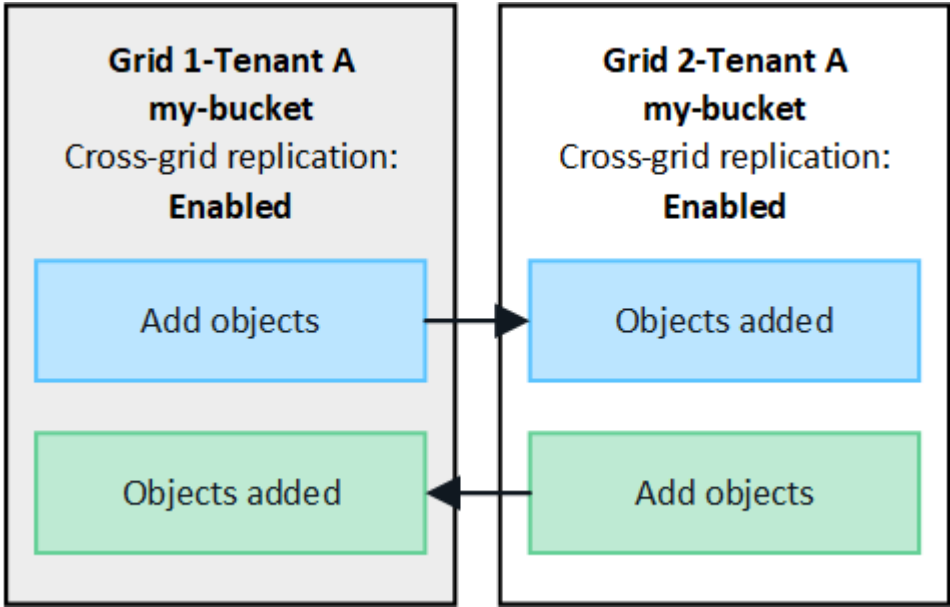 Grid 1-Tenant A
my-bucket
Cross-grid replication:
Enabled
Add objects
Objects added
Grid 2-Tenant A
my-bucket
Cross-grid replication:
Enabled
Objects added
Add objects